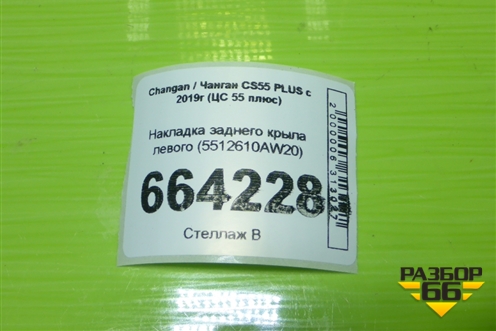 Changan / Чанган CS55 PLUS с
2019г (ЦС 55 плюс)
Накладка заднего крыла
левого (5512610AW20)
664228
Стеллаж В
РАЗБОР
66